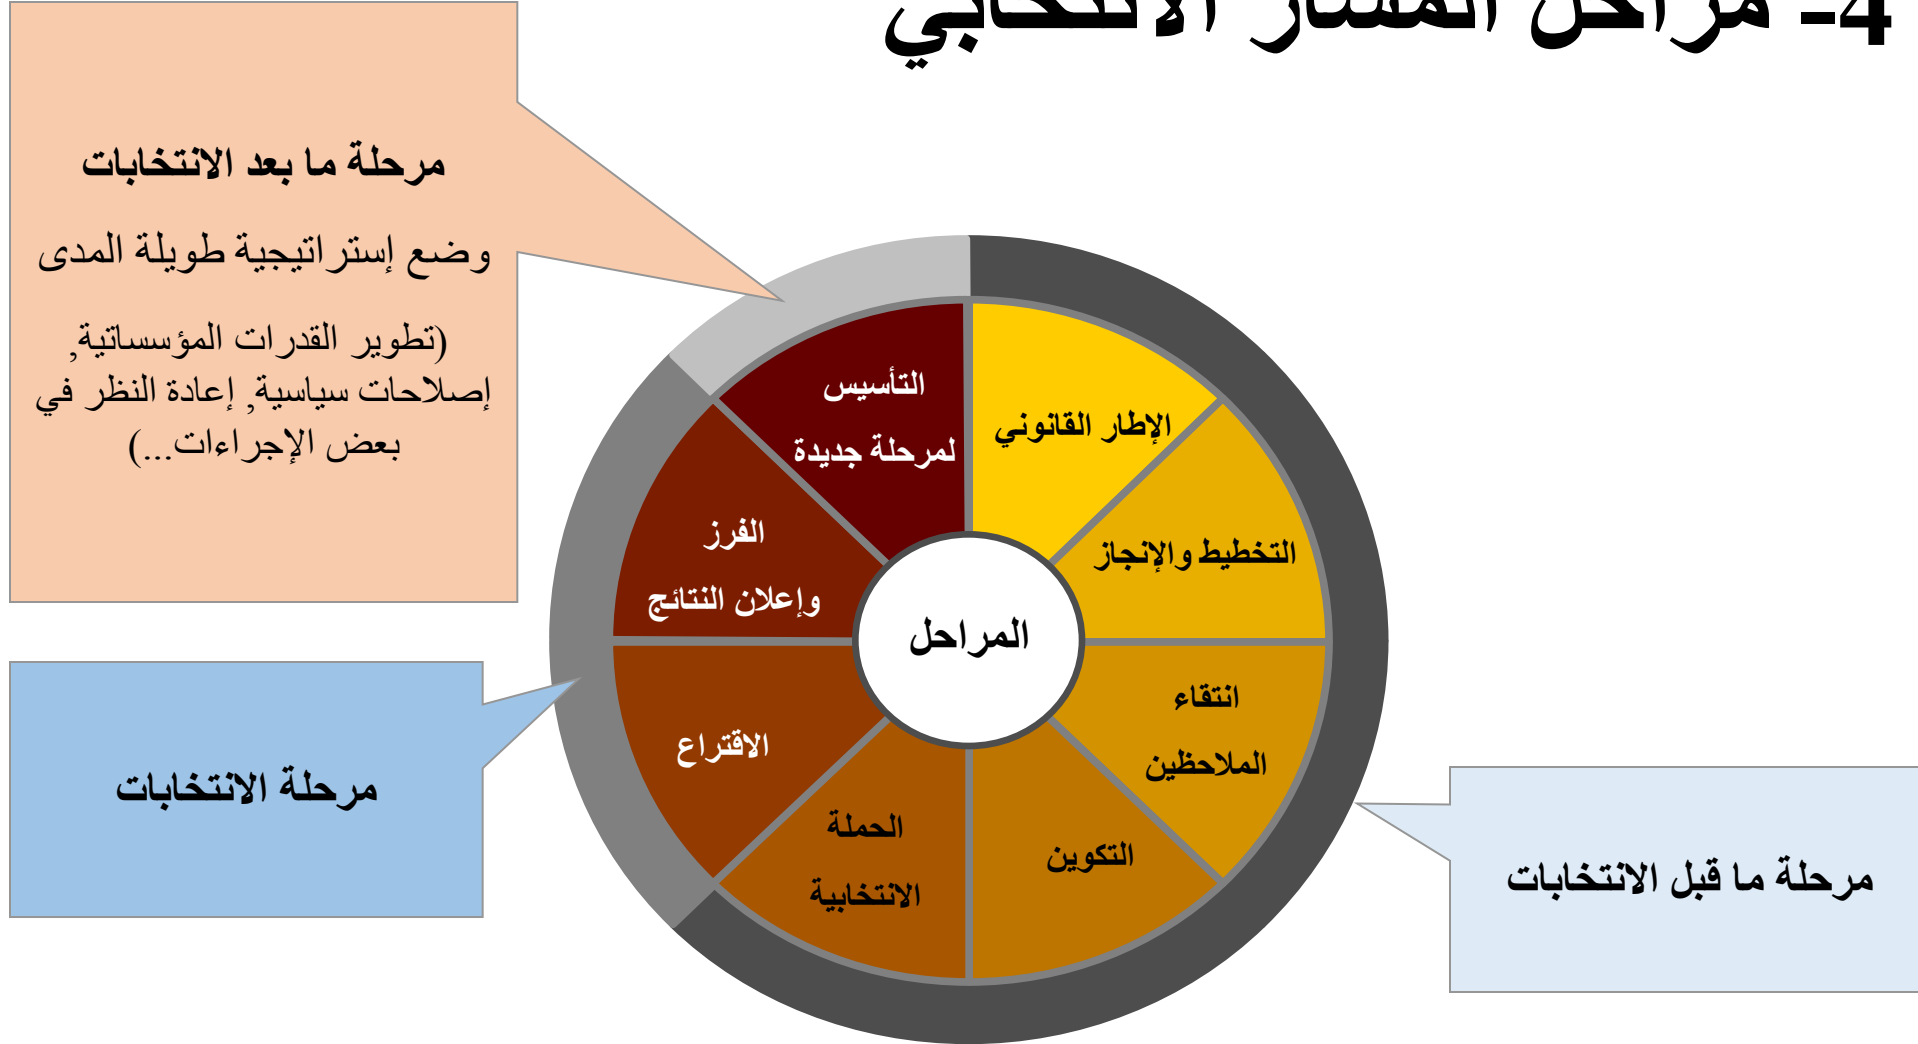 4- مراحل المسار الانتخابي
مرحلة ما بعد الانتخابات
وضع إستراتيجية طويلة المدى
(تطوير القدرات المؤسساتية,
إصلاحات سياسية, إعادة النظر في
بعض الإجراءات...)
الإطار القانوني
التخطيط والإنجاز
انتقاء
الملاحظين
التكوين
الحملة
الانتخابية
الاقتراع
الفرز
وإعلان النتائج
التأسيس
لمرحلة جديدة
المراحل
مرحلة الانتخابات
مرحلة ما قبل الانتخابات